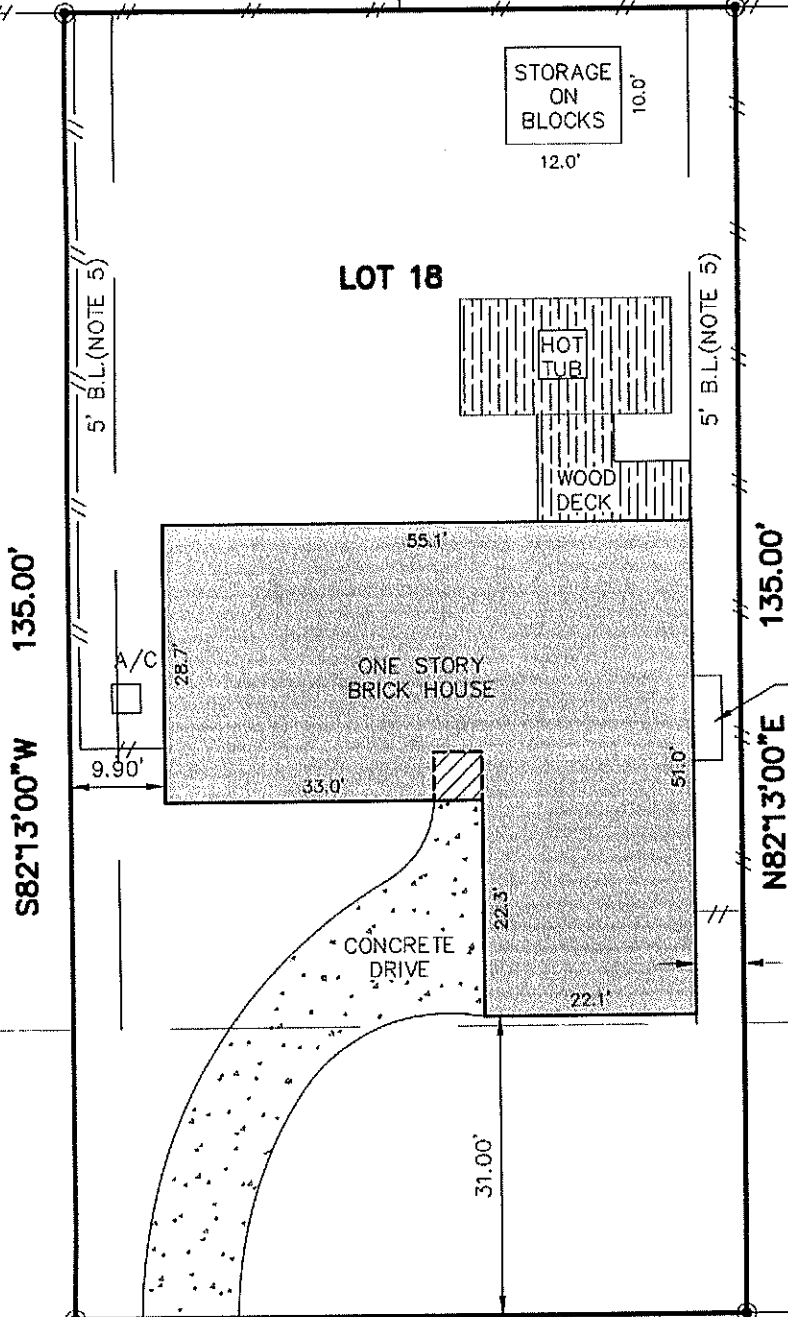 STORAGE
ON
BLOCKS
10.0'
12.0'
LOT 18
5' B.L.(NOTE 5)
HOT
TUB
5' B.L.(NOTE 5)
WOOD
DECK
55.1'
S82°13'00"W 135.00'
A/C
28.7'
ONE STORY
BRICK HOUSE
51.0'
N82°13'00"E 135.00'
9.90'
33.0'
22.3'
CONCRETE
DRIVE
22.1'
31.00'